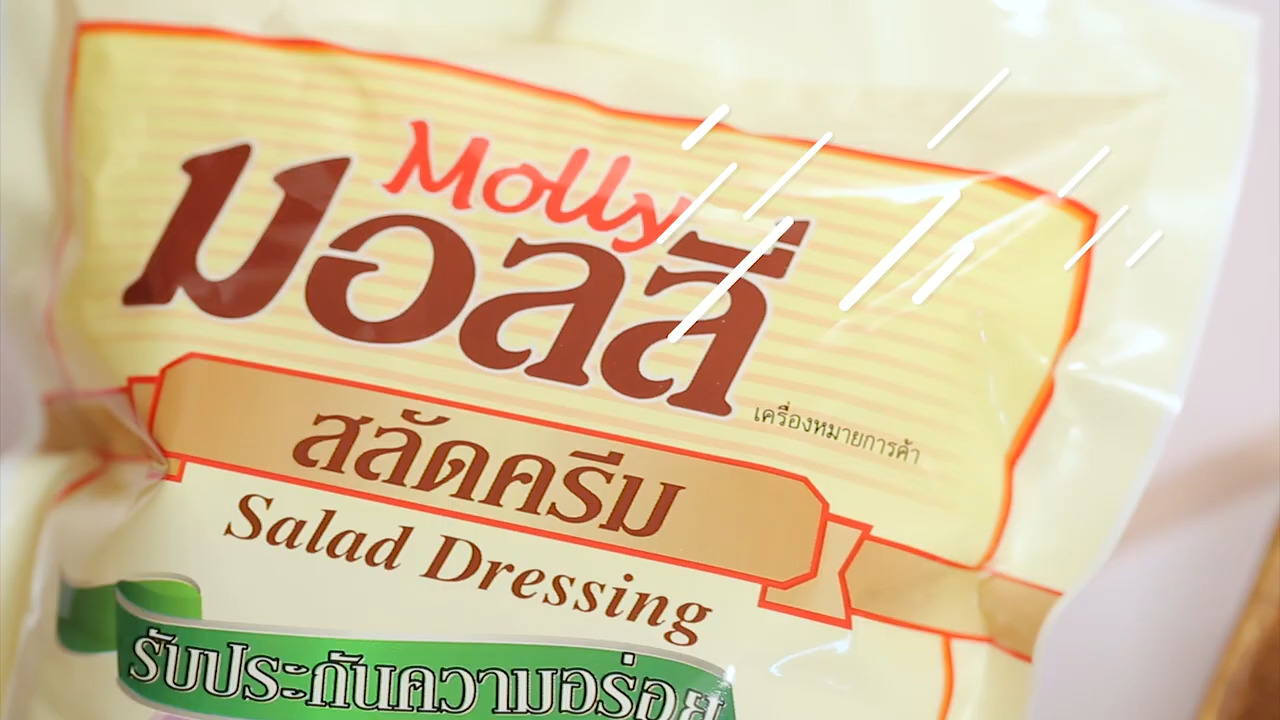 Molly
มอลลี่
เครื่องหมายการค้า
สลัดครีม
Salad Dressing
รับประกันความอร่อย